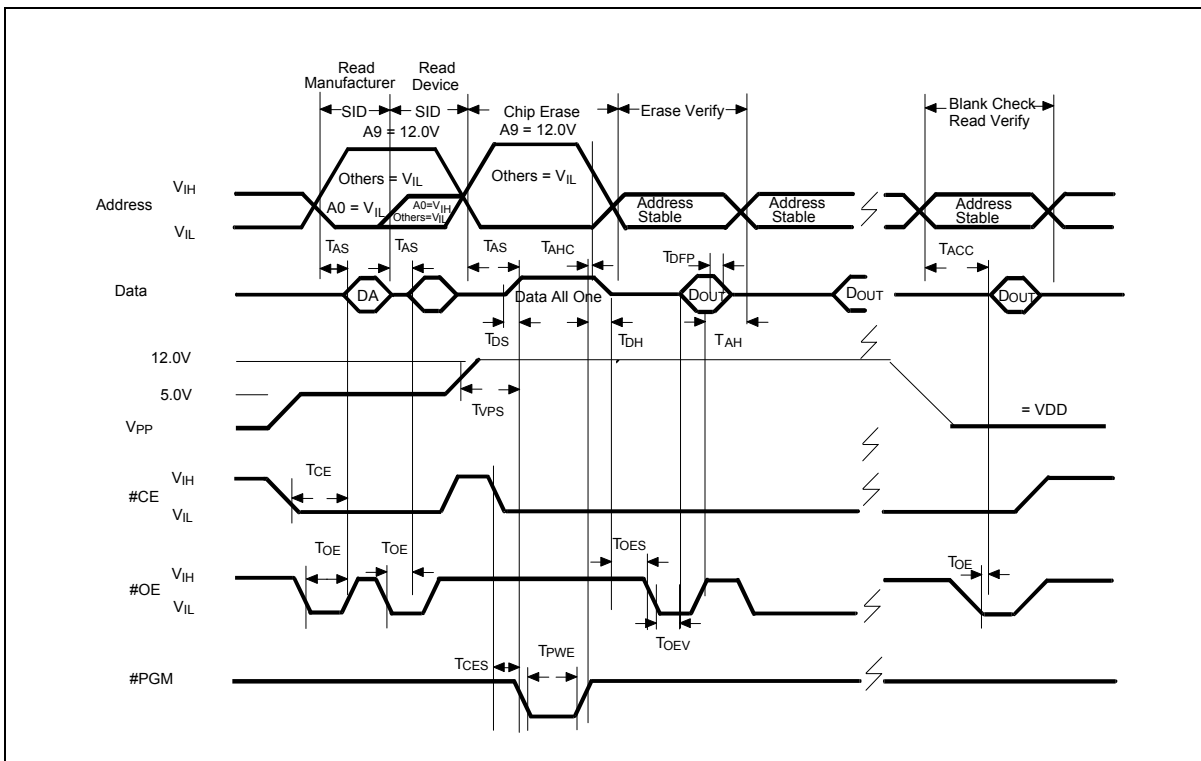 Read
Manufacturer
SID
Read
Device
SID
Chip Erase
Erase Verify
Blank Check
Read Verify
A9 = 12.0V
A9 = 12.0V
Others = VIL
Others = VIL
Address
VIH
VIL
A0 = VIL
A0=VIH
Others=VIL
Address
Stable
Address
Stable
Address
Stable
TAS
TAS
TAS
TAHC
TDFP
TACC
Data
DA
Data All One
DOUT
DOUT
DOUT
TDS
TDH
TAH
12.0V
5.0V
VPP
TVPS
= VDD
#CE
VIH
VIL
TCE
#OE
VIH
VIL
TOE
TOE
TOES
TOE
TOEV
#PGM
TCES
TPWE